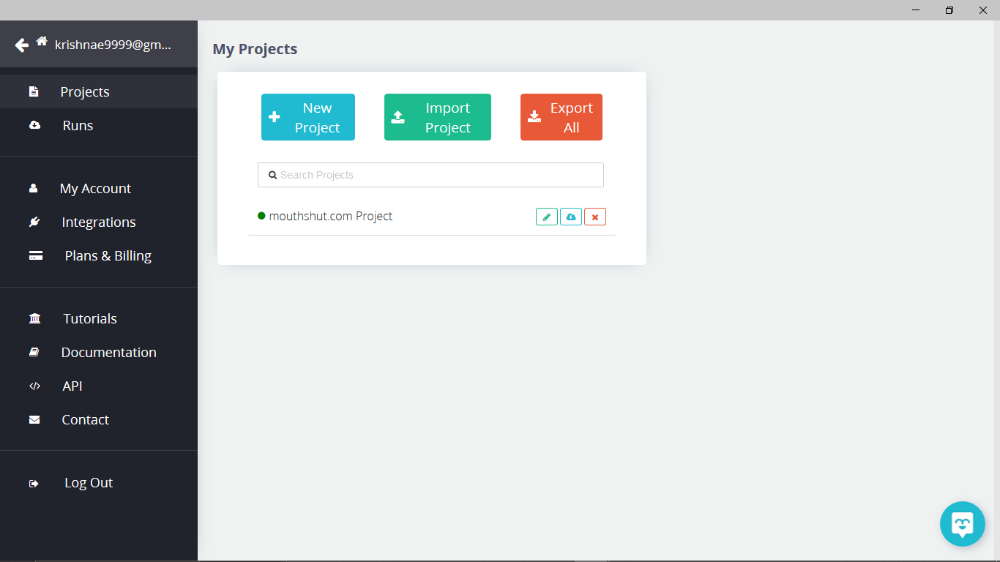 krishnae9999@gm...
Projects
Runs
My Account
Integrations
Plans & Billing
Tutorials
Documentation
API
Contact
Log Out
My Projects
New
Project
Import
Project
Export
All
Search Projects
mouthshut.com Project